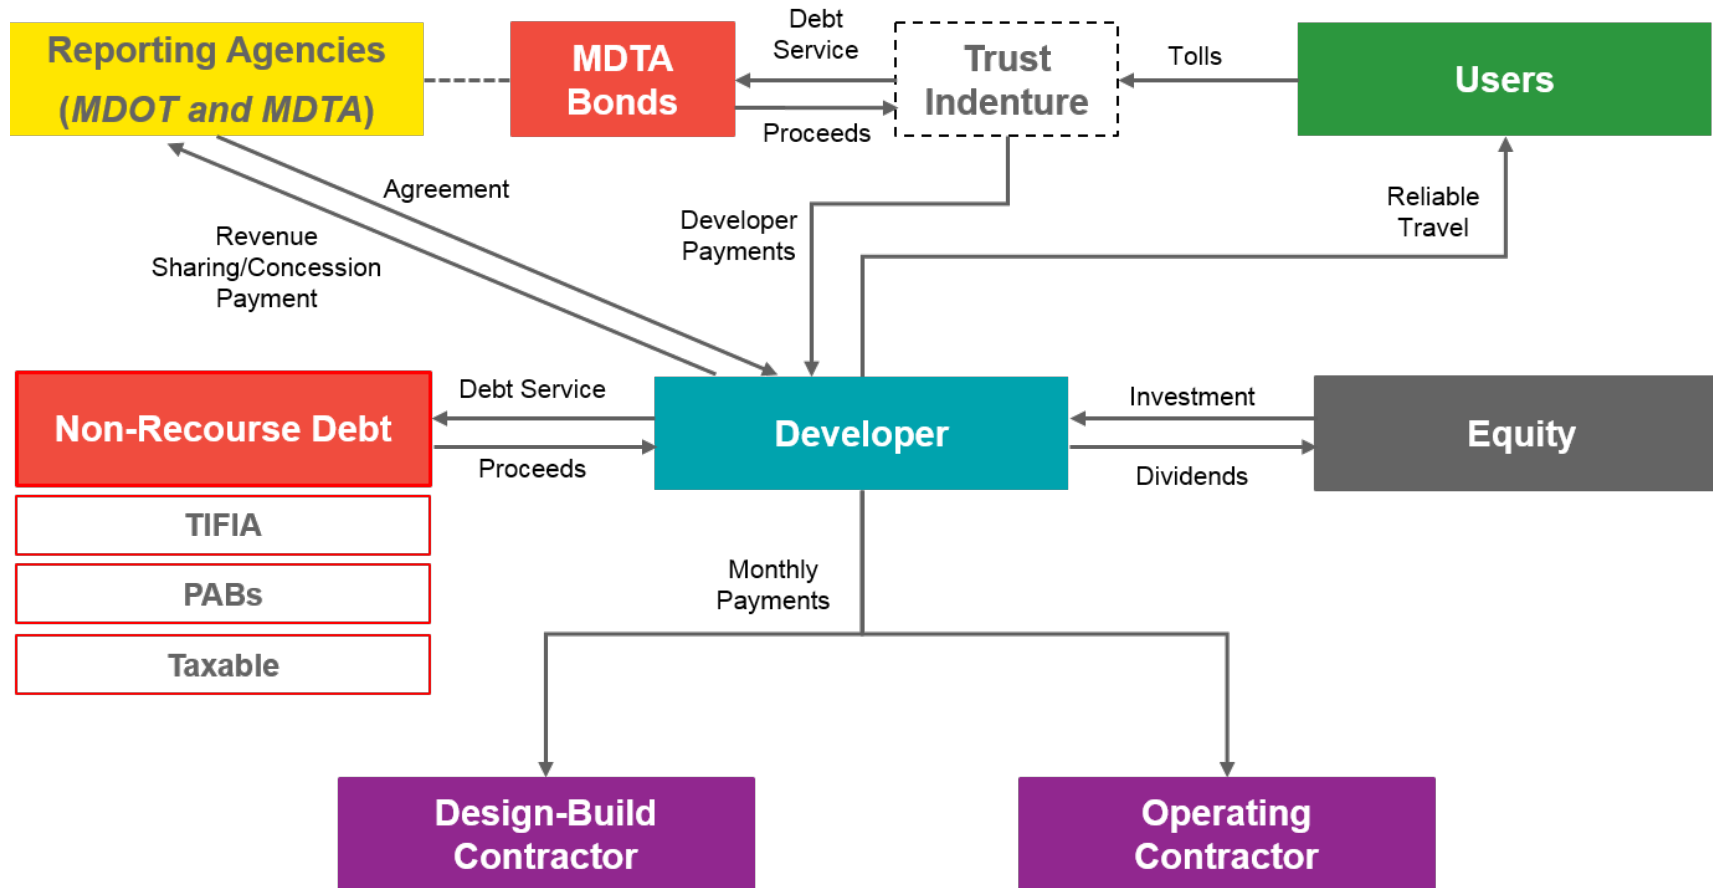 Reporting Agencies
(MDOT and MDTA)
MDTA
Bonds
Debt
Service
Proceeds
Trust
Indenture
Tolls
Users
Agreement
Revenue
Sharing/Concession
Payment
Developer
Payments
Reliable
Travel
Non-Recourse Debt
Debt Service
Proceeds
Developer
Investment
Dividends
Equity
TIFIA
PABs
Taxable
Monthly
Payments
Design-Build
Contractor
Operating
Contractor